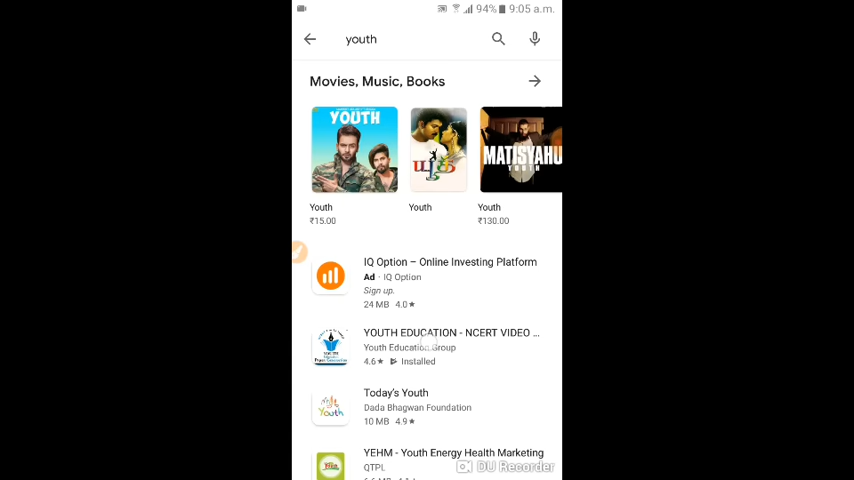 94% 9:05 a.m.
youth
Movies, Music, Books
YOUTH
யூத்
MATISYAHU
YOUTH
Youth
₹15.00
Youth
Youth
₹130.00
IQ Option – Online Investing Platform
Ad · IQ Option
Sign up.
24 MB 4.0★
YOUTH EDUCATION - NCERT VIDEO ...
Youth Education Group
4.6★ Installed
Today's Youth
Dada Bhagwan Foundation
10 MB 4.9★
Youth
YEHM - Youth Energy Health Marketing
QTPL
DU Recorder